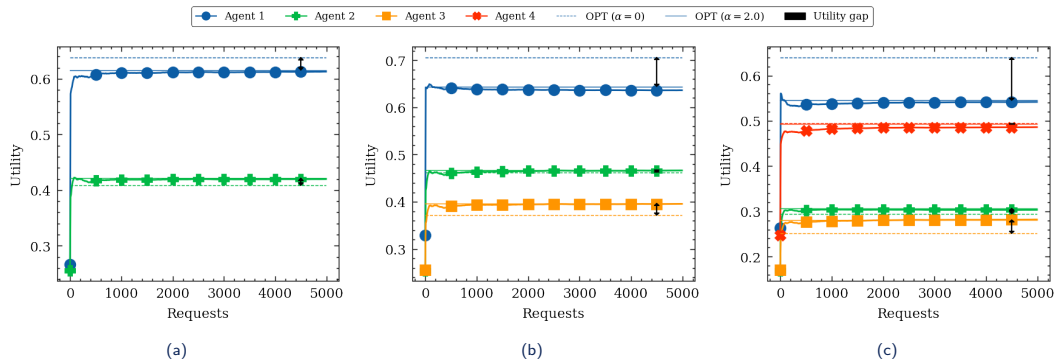 Agent 1 Agent 2 Agent 3 Agent 4 OPT (α = 0) OPT (α = 2.0) Utility gap
0.6
0.5
0.4
0.3
Utility
0 1000 2000 3000 4000 5000
Requests
(a)
0.7
0.6
0.5
0.4
0.3
Utility
0 1000 2000 3000 4000 5000
Requests
(b)
0.6
0.5
0.4
0.3
0.2
Utility
0 1000 2000 3000 4000 5000
Requests
(c)